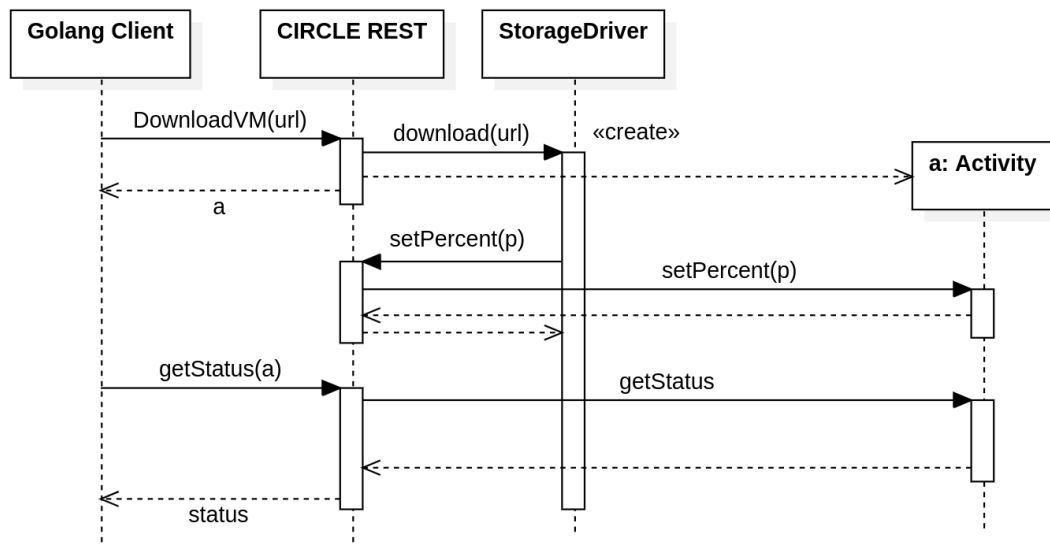 Golang Client
CIRCLE REST
StorageDriver
DownloadVM(url)
download(url)
«create»
a: Activity
a
setPercent(p)
setPercent(p)
getStatus(a)
getStatus
status